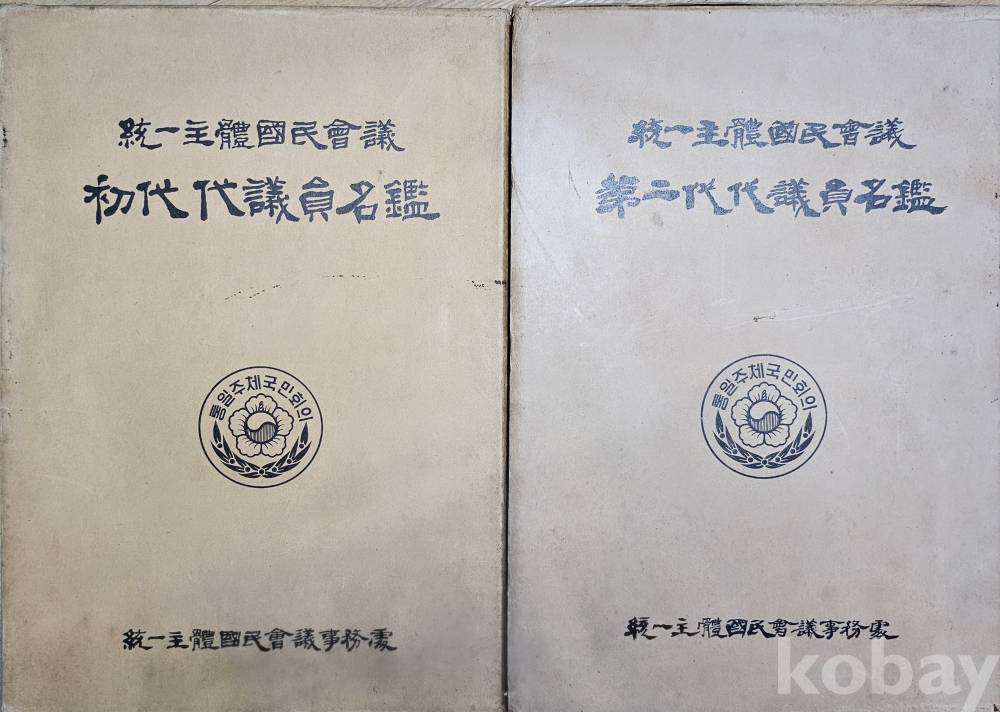 統一主體國民會議
初代 代議員名鑑
통일주체국민회의
統一主體國民會議事務處
統一主體國民會議
第二代代議員名鑑
통일주체국민회의
統一主體國民會議事務處
kobay